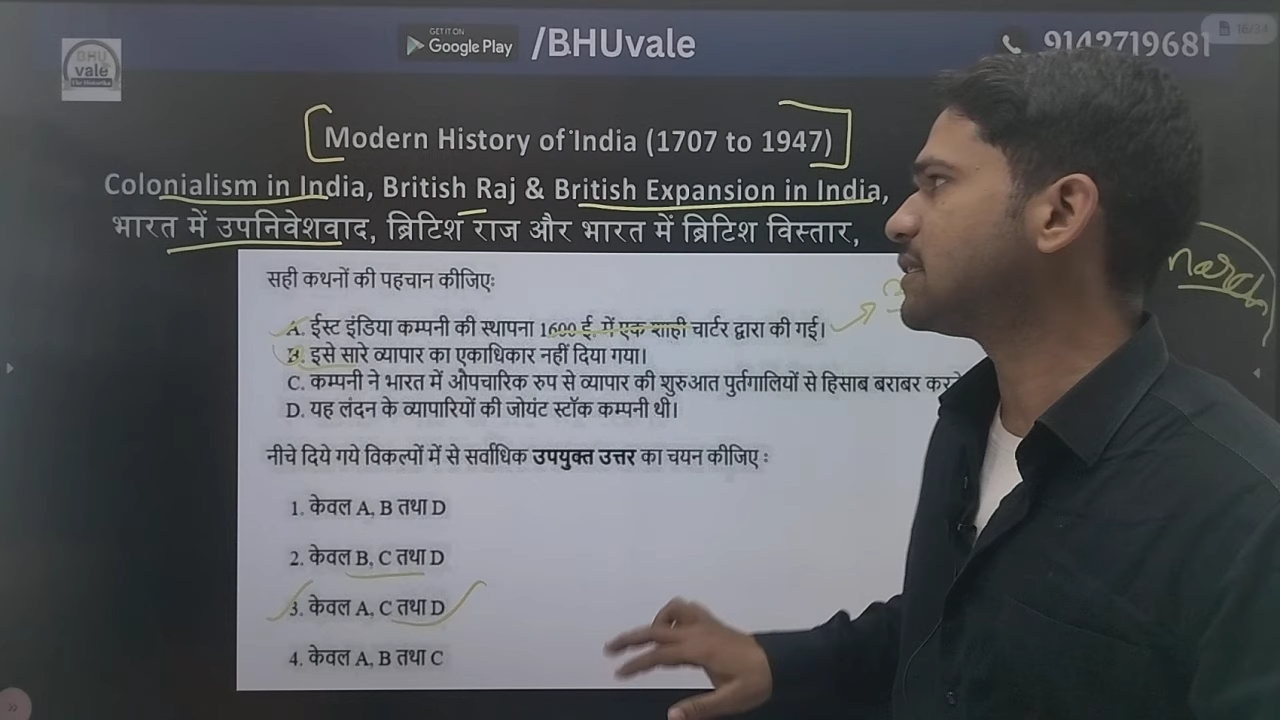 GET IT ON
Google Play
/BHUvale
9142719681
16/34
BHU
vale
The Historika
Modern History of India (1707 to 1947)
Colonialism in India, British Raj & British Expansion in India,
भारत में उपनिवेशवाद, ब्रिटिश राज और भारत में ब्रिटिश विस्तार,
सही कथनों की पहचान कीजिएः
A. ईस्ट इंडिया कम्पनी की स्थापना 1600 ई. में एक शाही चार्टर द्वारा की गई।
B. इसे सारे व्यापार का एकाधिकार नहीं दिया गया।
C. कम्पनी ने भारत में औपचारिक रुप से व्यापार की शुरुआत पुर्तगालियों से हिसाब बराबर
D. यह लंदन के व्यापारियों की जोयंट स्टॉक कम्पनी थी।
नीचे दिये गये विकल्पों में से सर्वाधिक उपयुक्त उत्तर का चयन कीजिए :
1. केवल A, B तथा D
2. केवल B, C तथा D
3. केवल A, C तथा D
4. केवल A, B तथा C